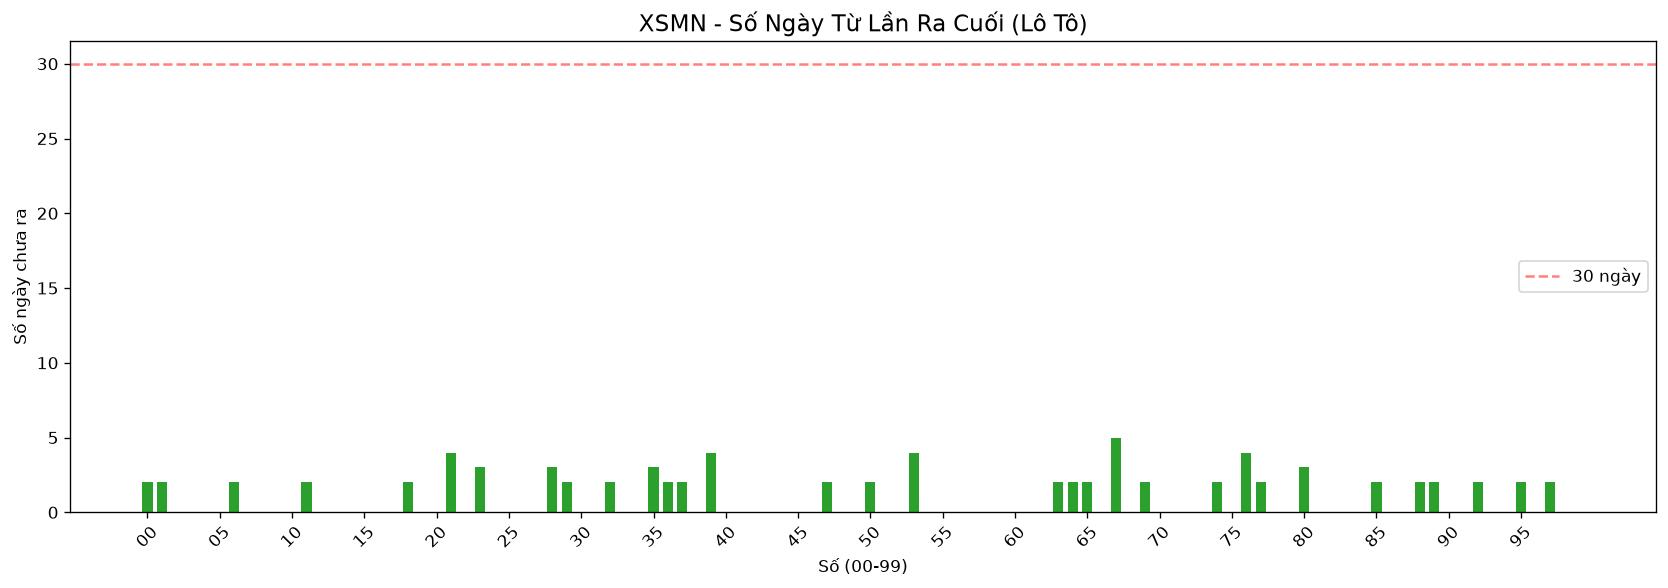 XSMN - Số Ngày Từ Lần Ra Cuối (Lô Tô)
Số ngày chưa ra
30
25
20
15
10
5
0
30 ngày
00 05 10 15 20 25 30 35 40 45 50 55 60 65 70 75 80 85 90 95
Số (00-99)